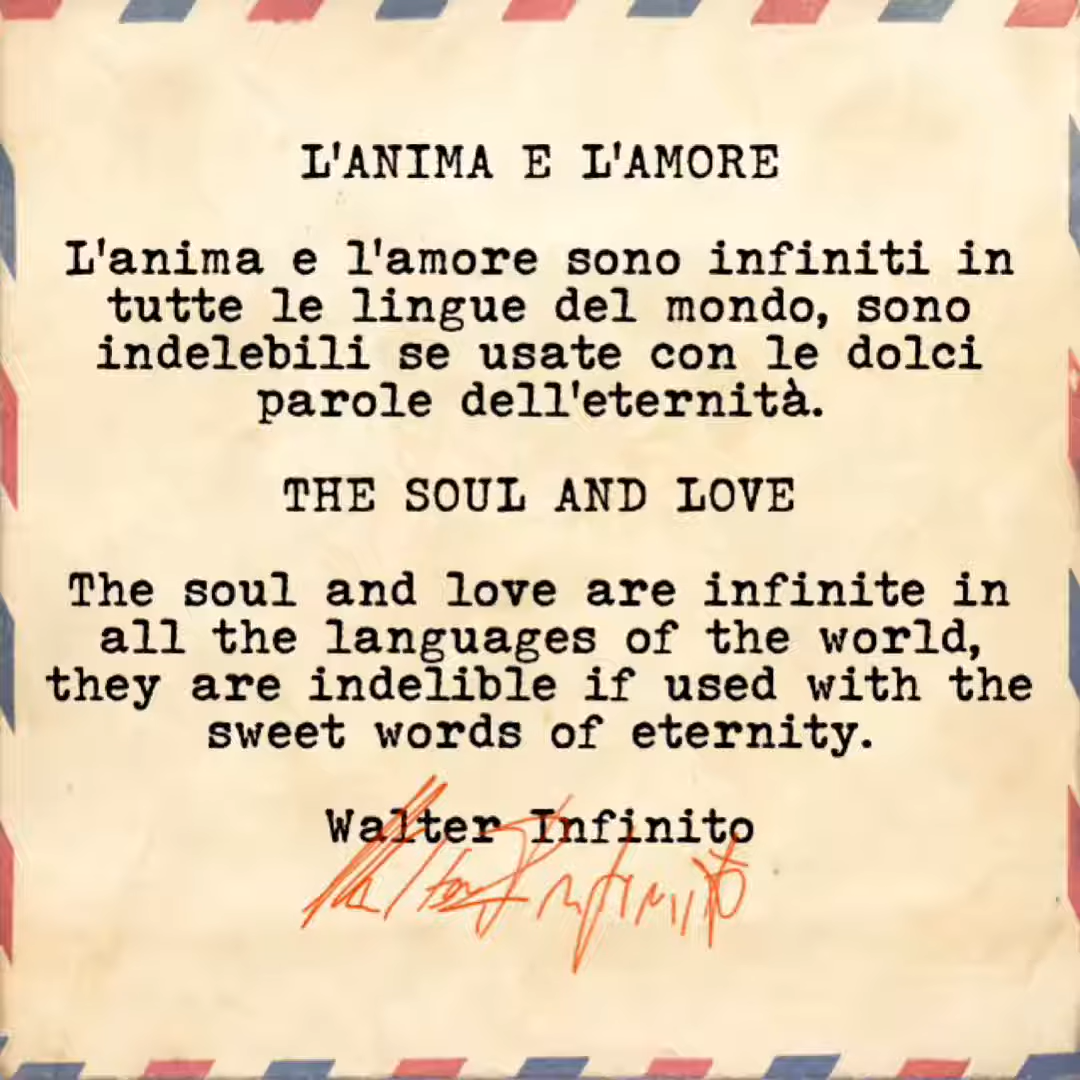 L'ANIMA E L'AMORE
L'anima e l'amore sono infiniti in
tutte le lingue del mondo, sono
indelebili se usate con le dolci
parole dell'eternità.
THE SOUL AND LOVE
The soul and love are infinite in
all the languages of the world,
they are indelible if used with the
sweet words of eternity.
Walter Infinito
Walter Infinito